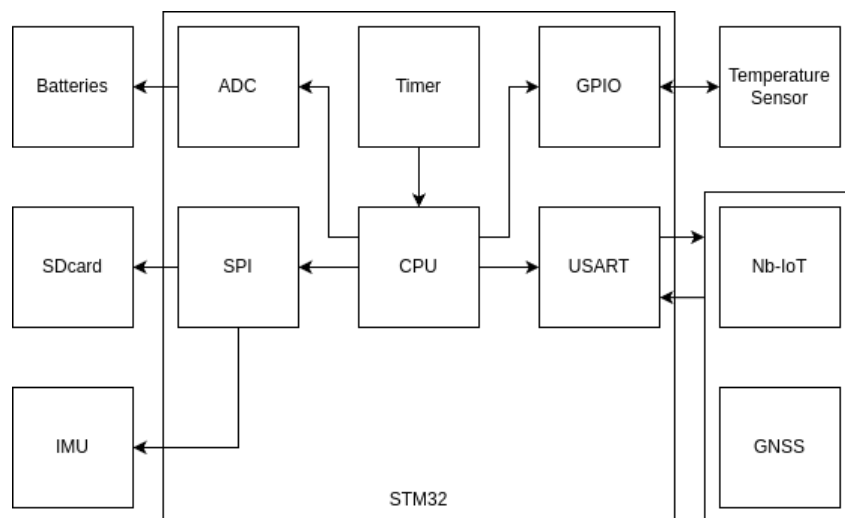 Batteries
ADC
Timer
GPIO
Temperature
Sensor
SDcard
SPI
CPU
USART
Nb-IoT
IMU
GNSS
STM32